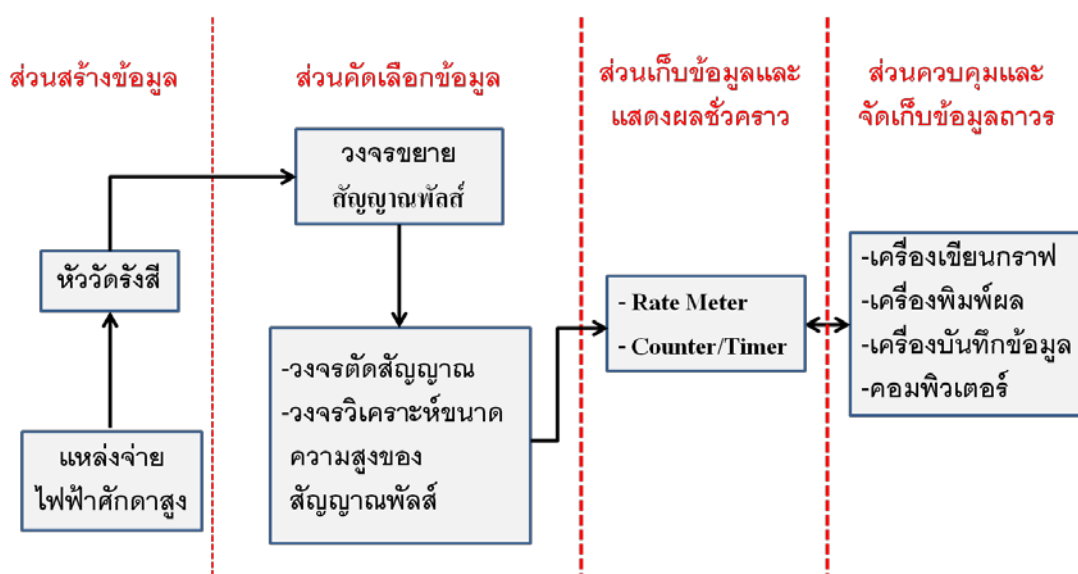 ส่วนสร้างข้อมูล
ส่วนคัดเลือกข้อมูล
ส่วนเก็บข้อมูลและ
แสดงผลชั่วคราว
ส่วนควบคุมและ
จัดเก็บข้อมูลถาวร
วงจรขยาย
สัญญาณพัลส์
หัววัดรังสี
แหล่งจ่าย
ไฟฟ้าศักดาสูง
-วงจรตัดสัญญาณ
-วงจรวิเคราะห์ขนาด
ความสูงของ
สัญญาณพัลส์
- Rate Meter
- Counter/Timer
-เครื่องเขียนกราฟ
-เครื่องพิมพ์ผล
-เครื่องบันทึกข้อมูล
-คอมพิวเตอร์